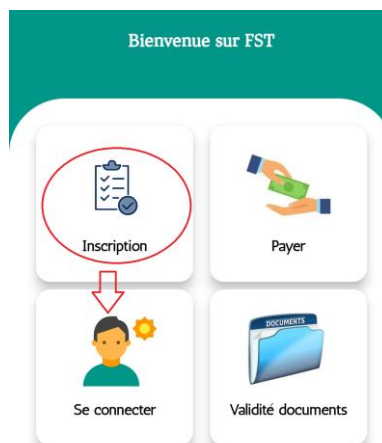 Bienvenue sur FST
Inscription
Payer
DOCUMENTS
Se connecter
Validité documents